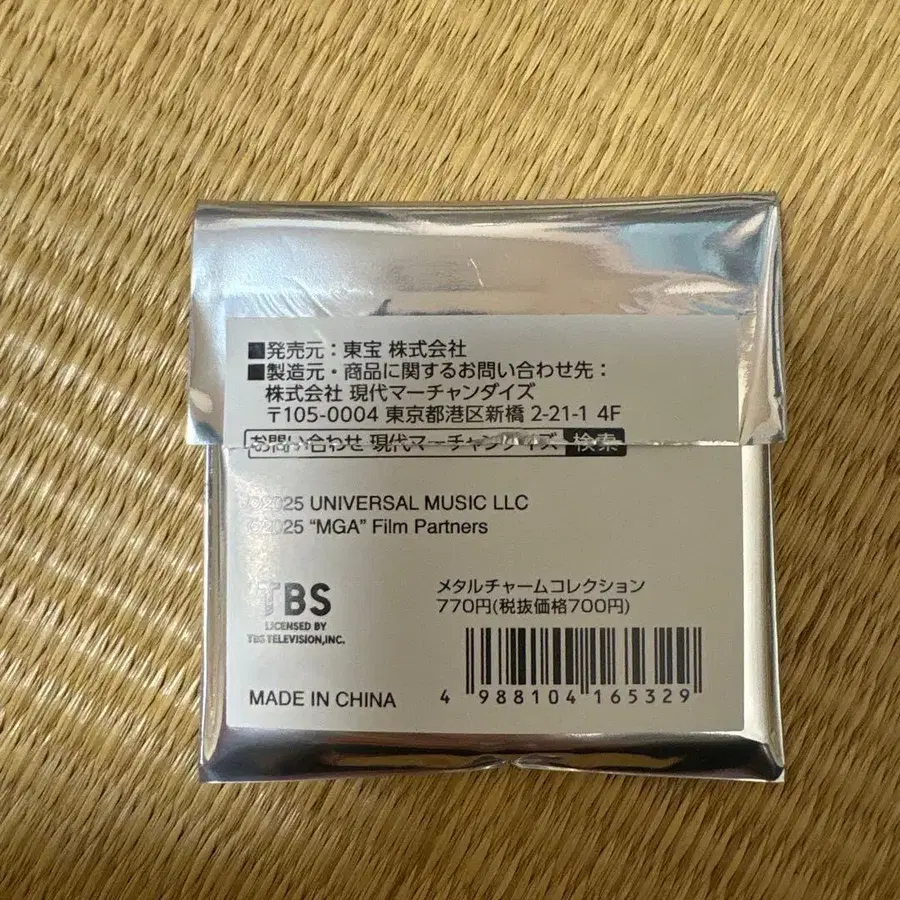 ■発売元：東宝 株式会社
■製造元・商品に関するお問い合わせ先：
株式会社 現代マーチャンダイズ
〒105-0004 東京都港区新橋 2-21-1 4F
お問い合わせ 現代マーチャンダイズ 検索
©2025 UNIVERSAL MUSIC LLC
©2025 “MGA” Film Partners
TBS
LICENSED BY
TBS TELEVISION,INC.
メタルチャームコレクション
770円(税抜価格700円)
MADE IN CHINA
4 988104 165329